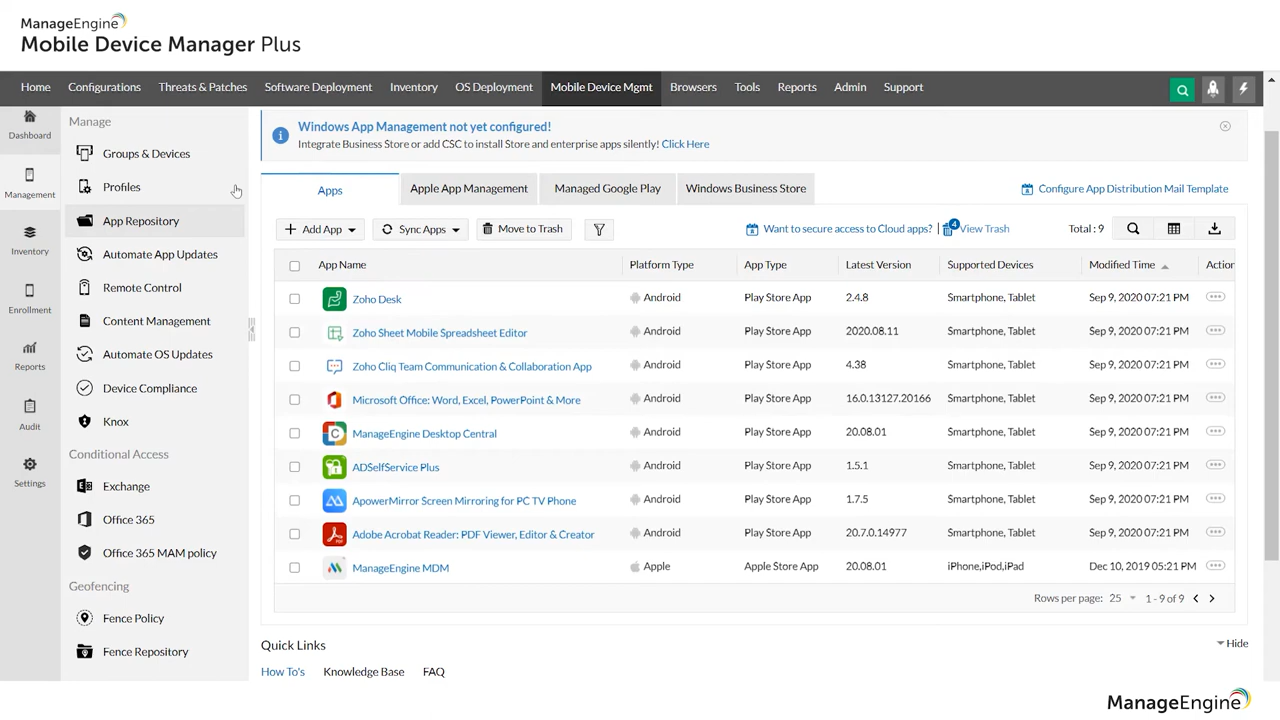 ManageEngine
Mobile Device Manager Plus
Home Configurations Threats & Patches Software Deployment Inventory OS Deployment Mobile Device Mgmt Browsers Tools Reports Admin Support
Dashboard
Management
Inventory
Enrollment
Reports
Audit
Settings
Manage
Groups & Devices
Profiles
App Repository
Automate App Updates
Remote Control
Content Management
Automate OS Updates
Device Compliance
Knox
Conditional Access
Exchange
Office 365
Office 365 MAM policy
Geofencing
Fence Policy
Fence Repository
Windows App Management not yet configured!
Integrate Business Store or add CSC to install Store and enterprise apps silently! Click Here
Apps Apple App Management Managed Google Play Windows Business Store Configure App Distribution Mail Template
Add App Sync Apps Move to Trash Want to secure access to Cloud apps? | 4 View Trash Total : 9
App Name Platform Type App Type Latest Version Supported Devices Modified Time Action
Zoho Desk Android Play Store App 2.4.8 Smartphone, Tablet Sep 9, 2020 07:21 PM
Zoho Sheet Mobile Spreadsheet Editor Android Play Store App 2020.08.11 Smartphone, Tablet Sep 9, 2020 07:21 PM
Zoho Cliq Team Communication & Collaboration App Android Play Store App 4.38 Smartphone, Tablet Sep 9, 2020 07:21 PM
Microsoft Office: Word, Excel, PowerPoint & More Android Play Store App 16.0.13127.20166 Smartphone, Tablet Sep 9, 2020 07:21 PM
ManageEngine Desktop Central Android Play Store App 20.08.01 Smartphone, Tablet Sep 9, 2020 07:21 PM
ADSelfService Plus Android Play Store App 1.5.1 Smartphone, Tablet Sep 9, 2020 07:21 PM
ApowerMirror Screen Mirroring for PC TV Phone Android Play Store App 1.7.5 Smartphone, Tablet Sep 9, 2020 07:21 PM
Adobe Acrobat Reader: PDF Viewer, Editor & Creator Android Play Store App 20.7.0.14977 Smartphone, Tablet Sep 9, 2020 07:21 PM
ManageEngine MDM Apple Apple Store App 20.08.01 iPhone,iPod,iPad Dec 10, 2019 05:21 PM
Rows per page: 25 1 - 9 of 9
Quick Links Hide
How To's Knowledge Base FAQ
ManageEngine